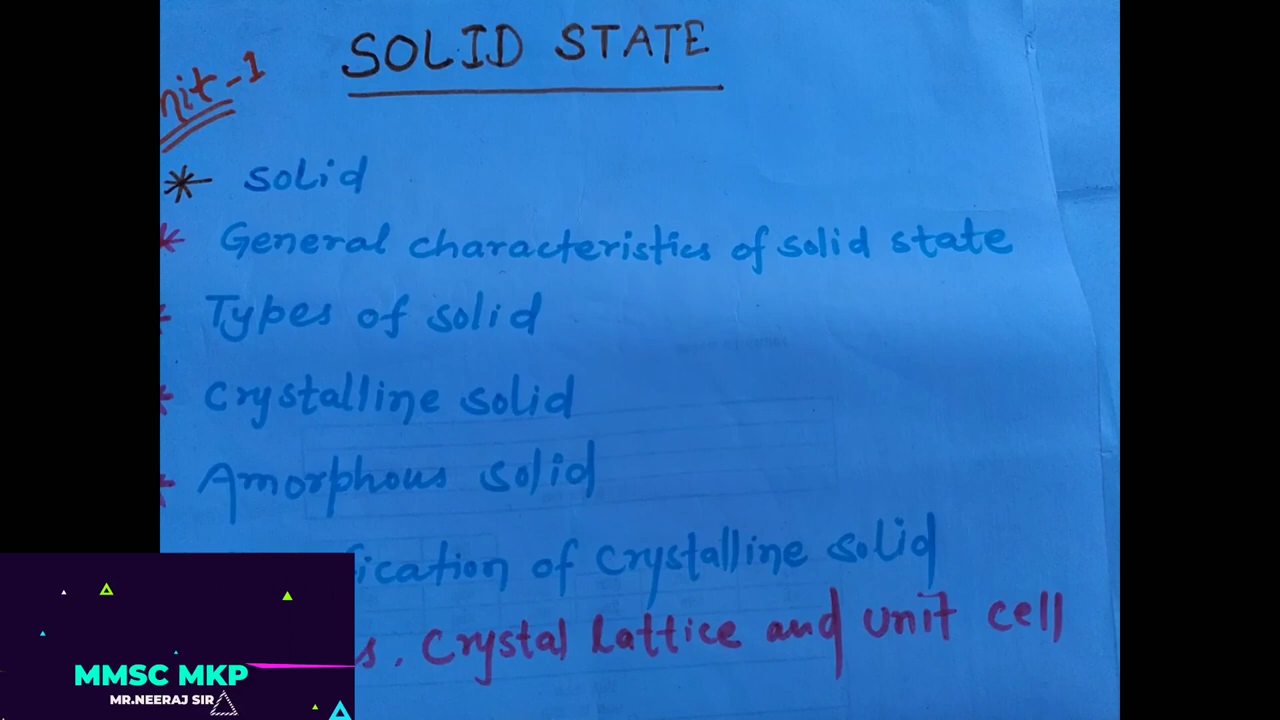 SOLID STATE
nit-1
* solid
* General characteristics of solid state
* Types of solid
* Crystalline solid
* Amorphous solid
ication of Crystalline solid
s, Crystal Lattice and unit cell
MMSC MKP
MR.NEERAJ SIR